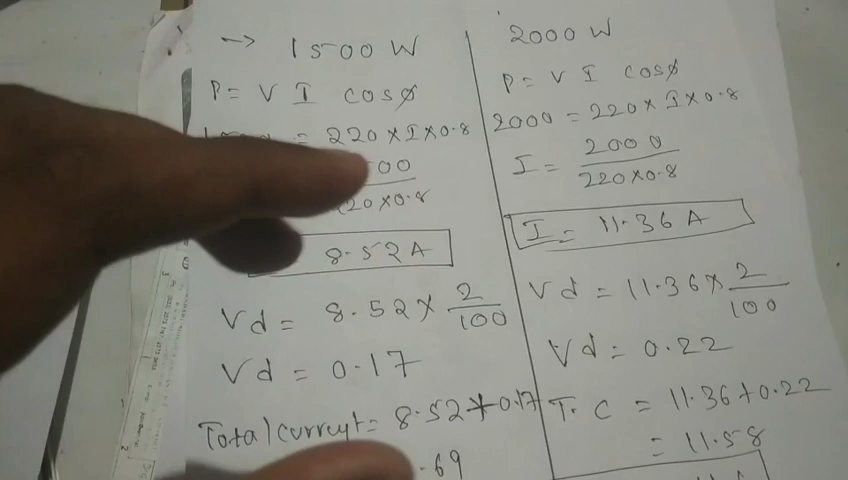 → 1500 W
P = V I cosφ
= 220 × I × 0.8
00
20 × 0.8
8.52 A
Vd = 8.52 × 2/100
Vd = 0.17
Total curreyt = 8.52 + 0.17
.69
2000 W
P = V I cosφ
2000 = 220 × I × 0.8
I = 2000/220×0.8
I = 11.36 A
Vd = 11.36 × 2/100
Vd = 0.22
T. C = 11.36 + 0.22
= 11.58